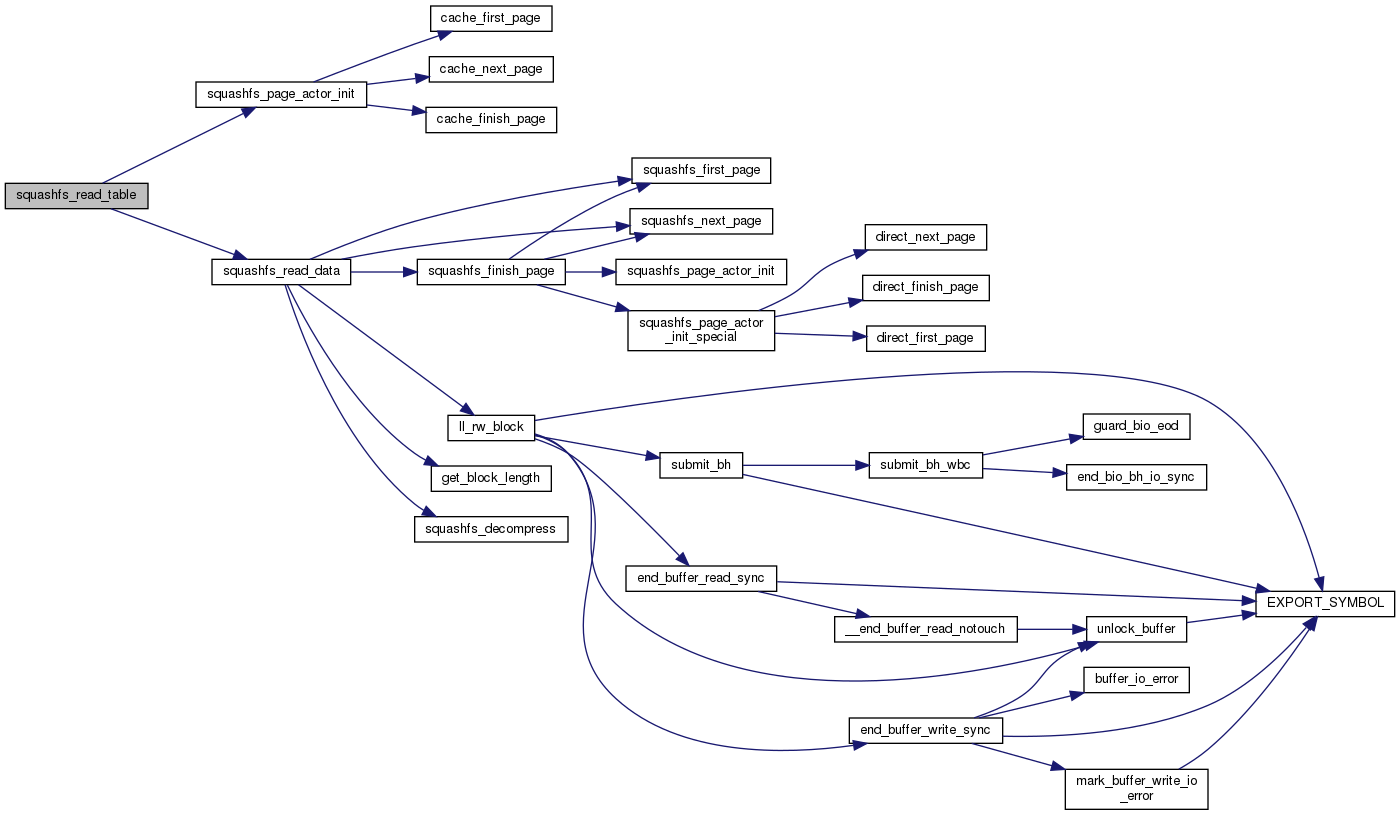 cache_first_page
cache_next_page
squashfs_page_actor_init
cache_finish_page
squashfs_first_page
squashfs_read_table
squashfs_next_page
direct_next_page
squashfs_read_data
squashfs_finish_page
squashfs_page_actor_init
direct_finish_page
squashfs_page_actor
_init_special
direct_first_page
ll_rw_block
guard_bio_eod
submit_bh
submit_bh_wbc
get_block_length
end_bio_bh_io_sync
squashfs_decompress
end_buffer_read_sync
EXPORT_SYMBOL
__end_buffer_read_notouch
unlock_buffer
buffer_io_error
end_buffer_write_sync
mark_buffer_write_io
_error